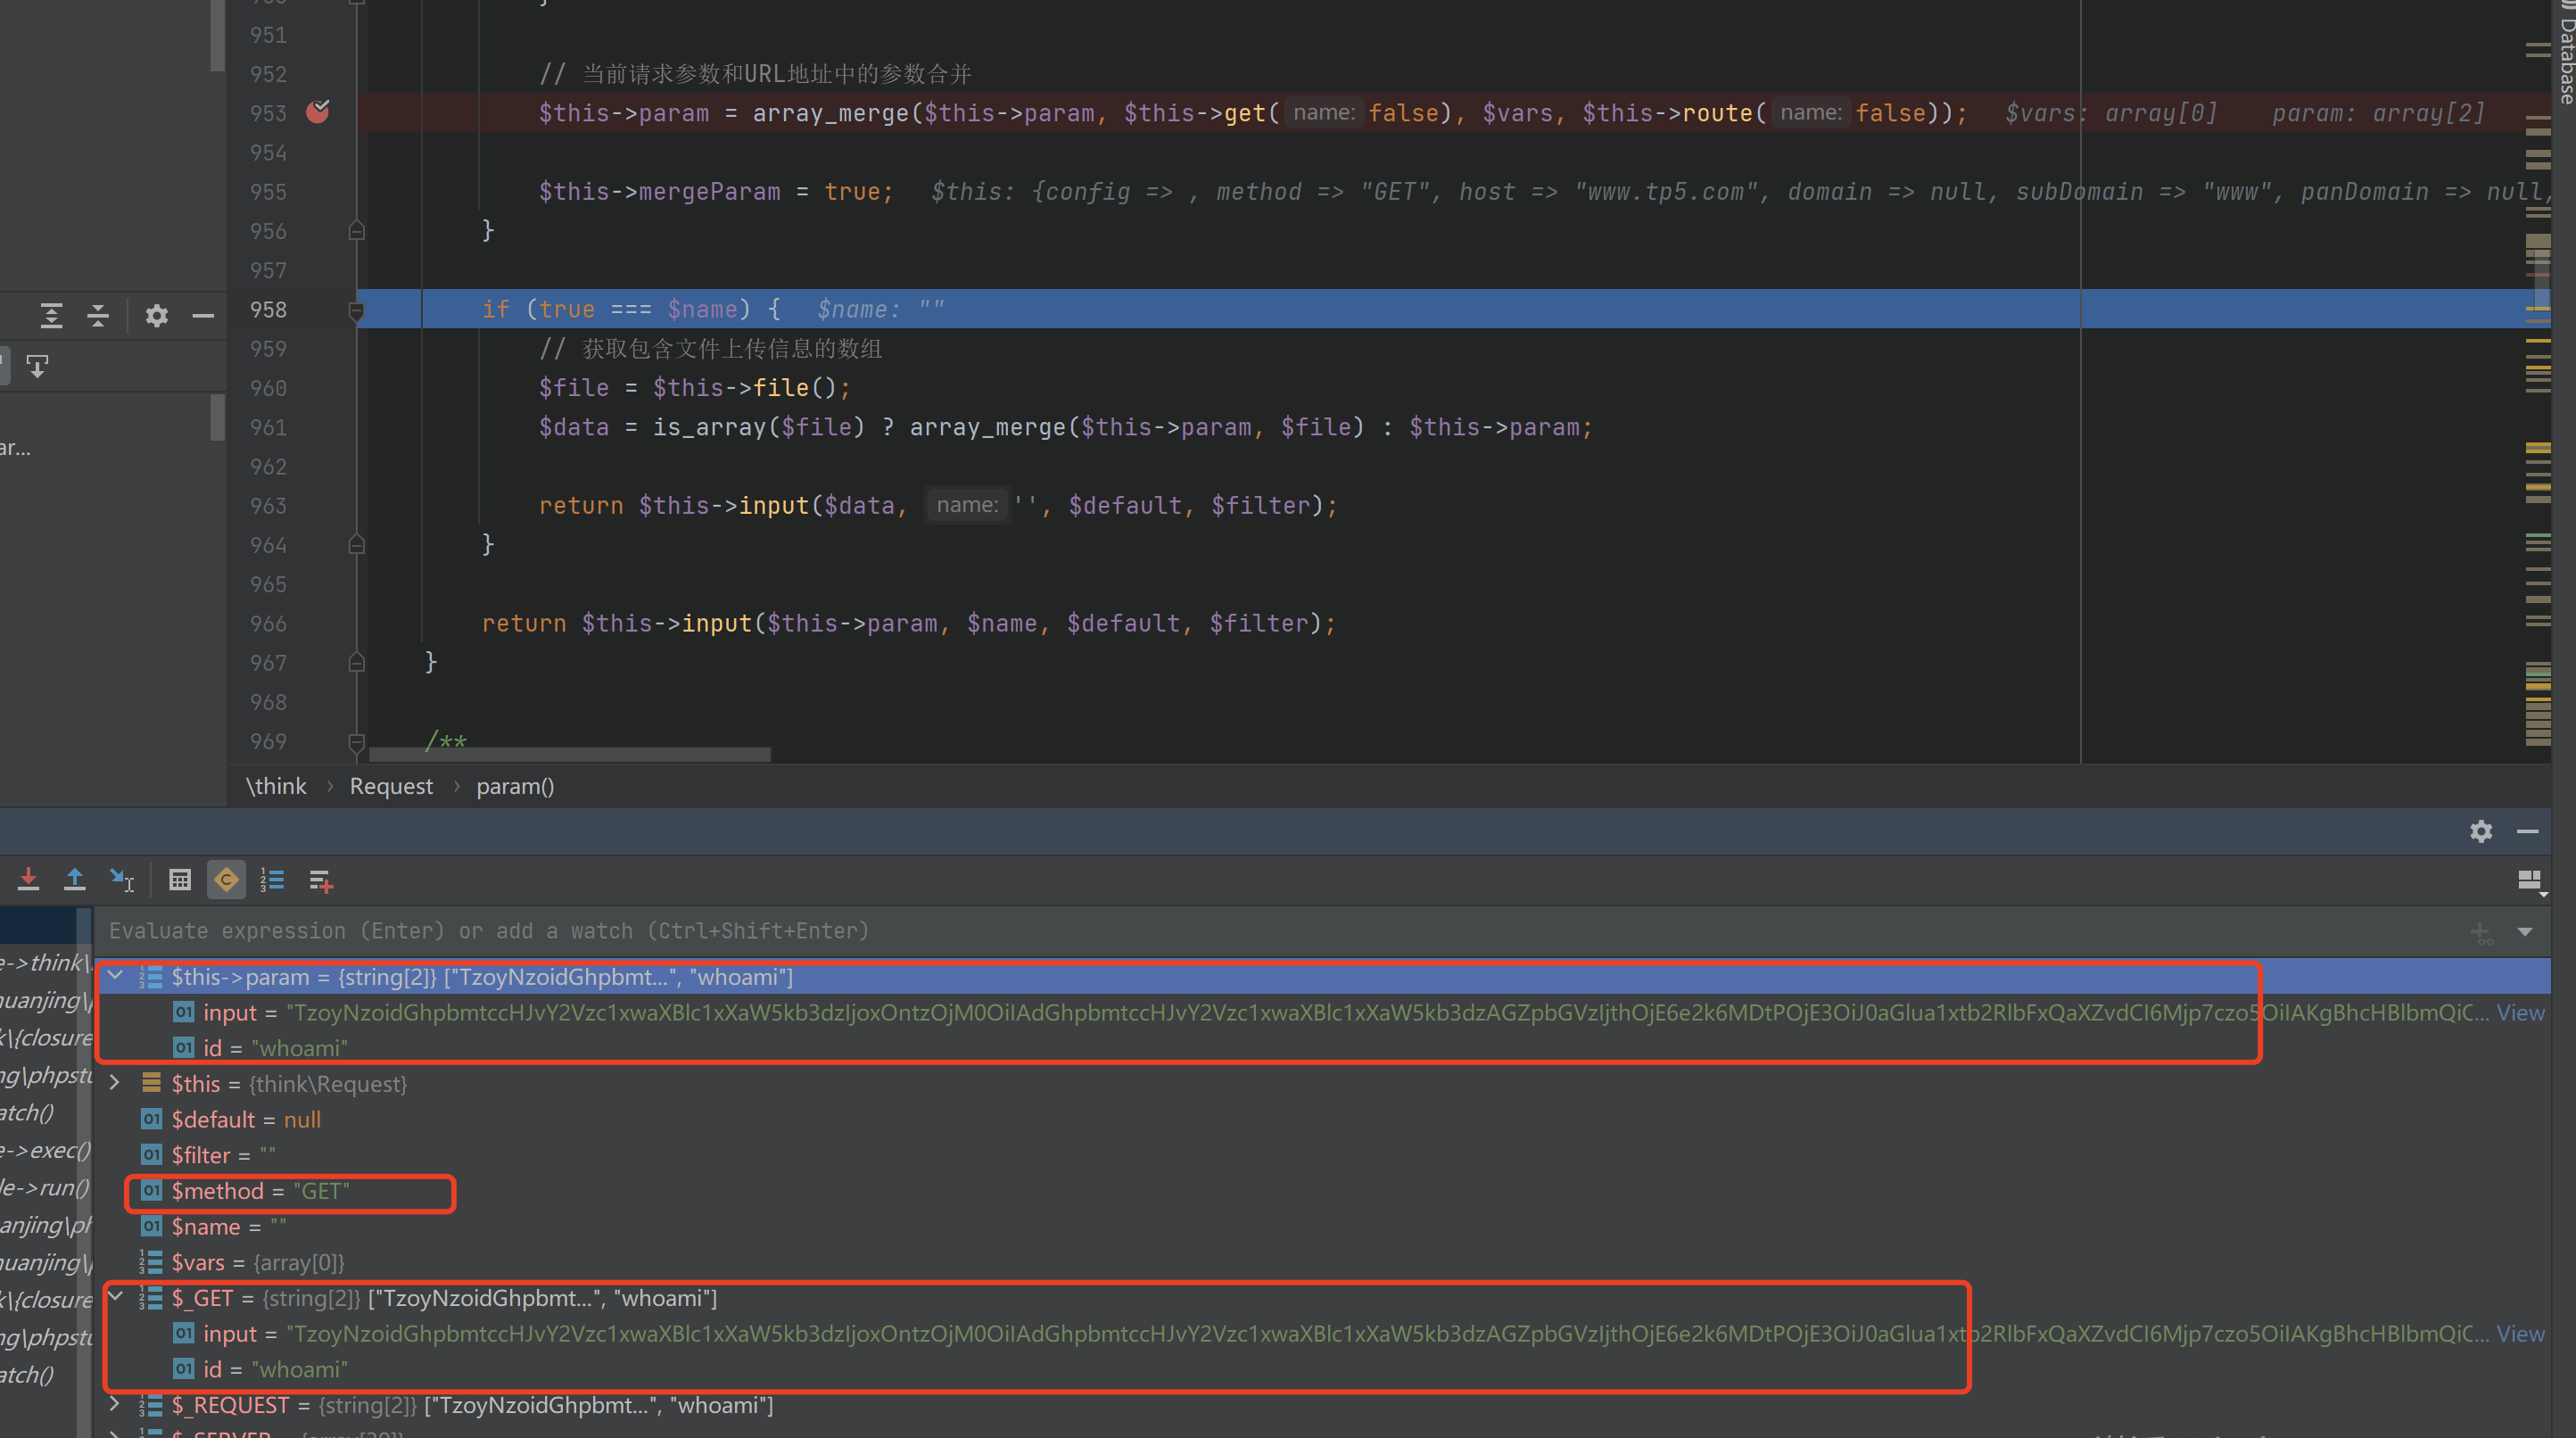 951
952 // 当前请求参数和URL地址中的参数合并
953 $this->param = array_merge($this->param, $this->get( name: false), $vars, $this->route( name: false)); $vars: array[0] param: array[2]
954
955 $this->mergeParam = true; $this: {config => , method => "GET", host => "www.tp5.com", domain => null, subDomain => "www", panDomain => null,
956 }
957
958 if (true === $name) { $name: ""
959 // 获取包含文件上传信息的数组
960 $file = $this->file();
961 $data = is_array($file) ? array_merge($this->param, $file) : $this->param;
962
963 return $this->input($data, name: '', $default, $filter);
964 }
965
966 return $this->input($this->param, $name, $default, $filter);
967 }
968
969 /**
ar...
Database
\think › Request › param()
Evaluate expression (Enter) or add a watch (Ctrl+Shift+Enter)
$this->param = {string[2]} ["TzoyNzoidGhpbmt...", "whoami"]
input = "TzoyNzoidGhpbmtccHJvY2Vzc1xwaXBlc1xXaW5kb3dzIjoxOntzOjM0OiIAdGhpbmtccHJvY2Vzc1xwaXBlc1xXaW5kb3dzAGZpbGVzIjthOjE6e2k6MDtPOjE3OiJ0aGlua1xtb2RlbFxQaXZvdCI6Mjp7czo5OiIAKgBhcHBlbmQiC... View
id = "whoami"
$this = {think\Request}
$default = null
$filter = ""
$method = "GET"
$name = ""
$vars = {array[0]}
$_GET = {string[2]} ["TzoyNzoidGhpbmt...", "whoami"]
input = "TzoyNzoidGhpbmtccHJvY2Vzc1xwaXBlc1xXaW5kb3dzIjoxOntzOjM0OiIAdGhpbmtccHJvY2Vzc1xwaXBlc1xXaW5kb3dzAGZpbGVzIjthOjE6e2k6MDtPOjE3OiJ0aGlua1xtb2RlbFxQaXZvdCI6Mjp7czo5OiIAKgBhcHBlbmQiC... View
id = "whoami"
$_REQUEST = {string[2]} ["TzoyNzoidGhpbmt...", "whoami"]
e->think\
uanjing\p
k\{closure
ng\phpstu
atch()
e->exec()
le->run()
anjing\ph
uanjing\p
k\{closure
ng\phpstu
atch()